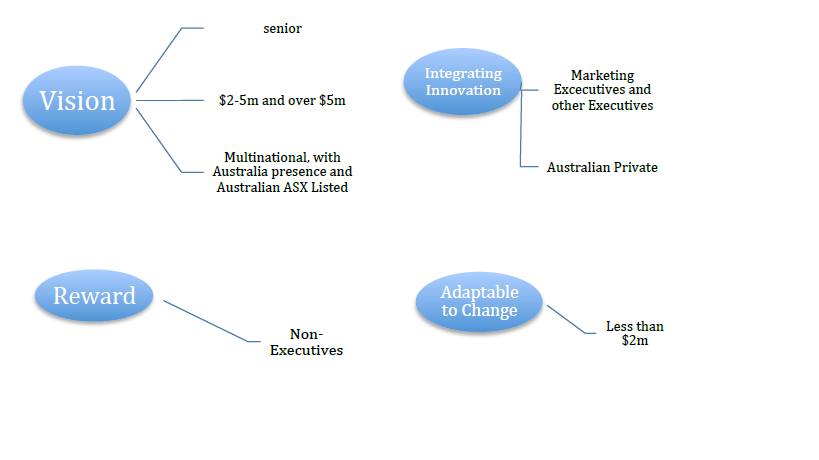 Vision
senior
$2-5m and over $5m
Multinational, with
Australia presence and
Australian ASX Listed
Integrating
Innovation
Marketing
Excecutives and
other Executives
Australian Private
Reward
Non-
Executives
Adaptable
to Change
Less than
$2m